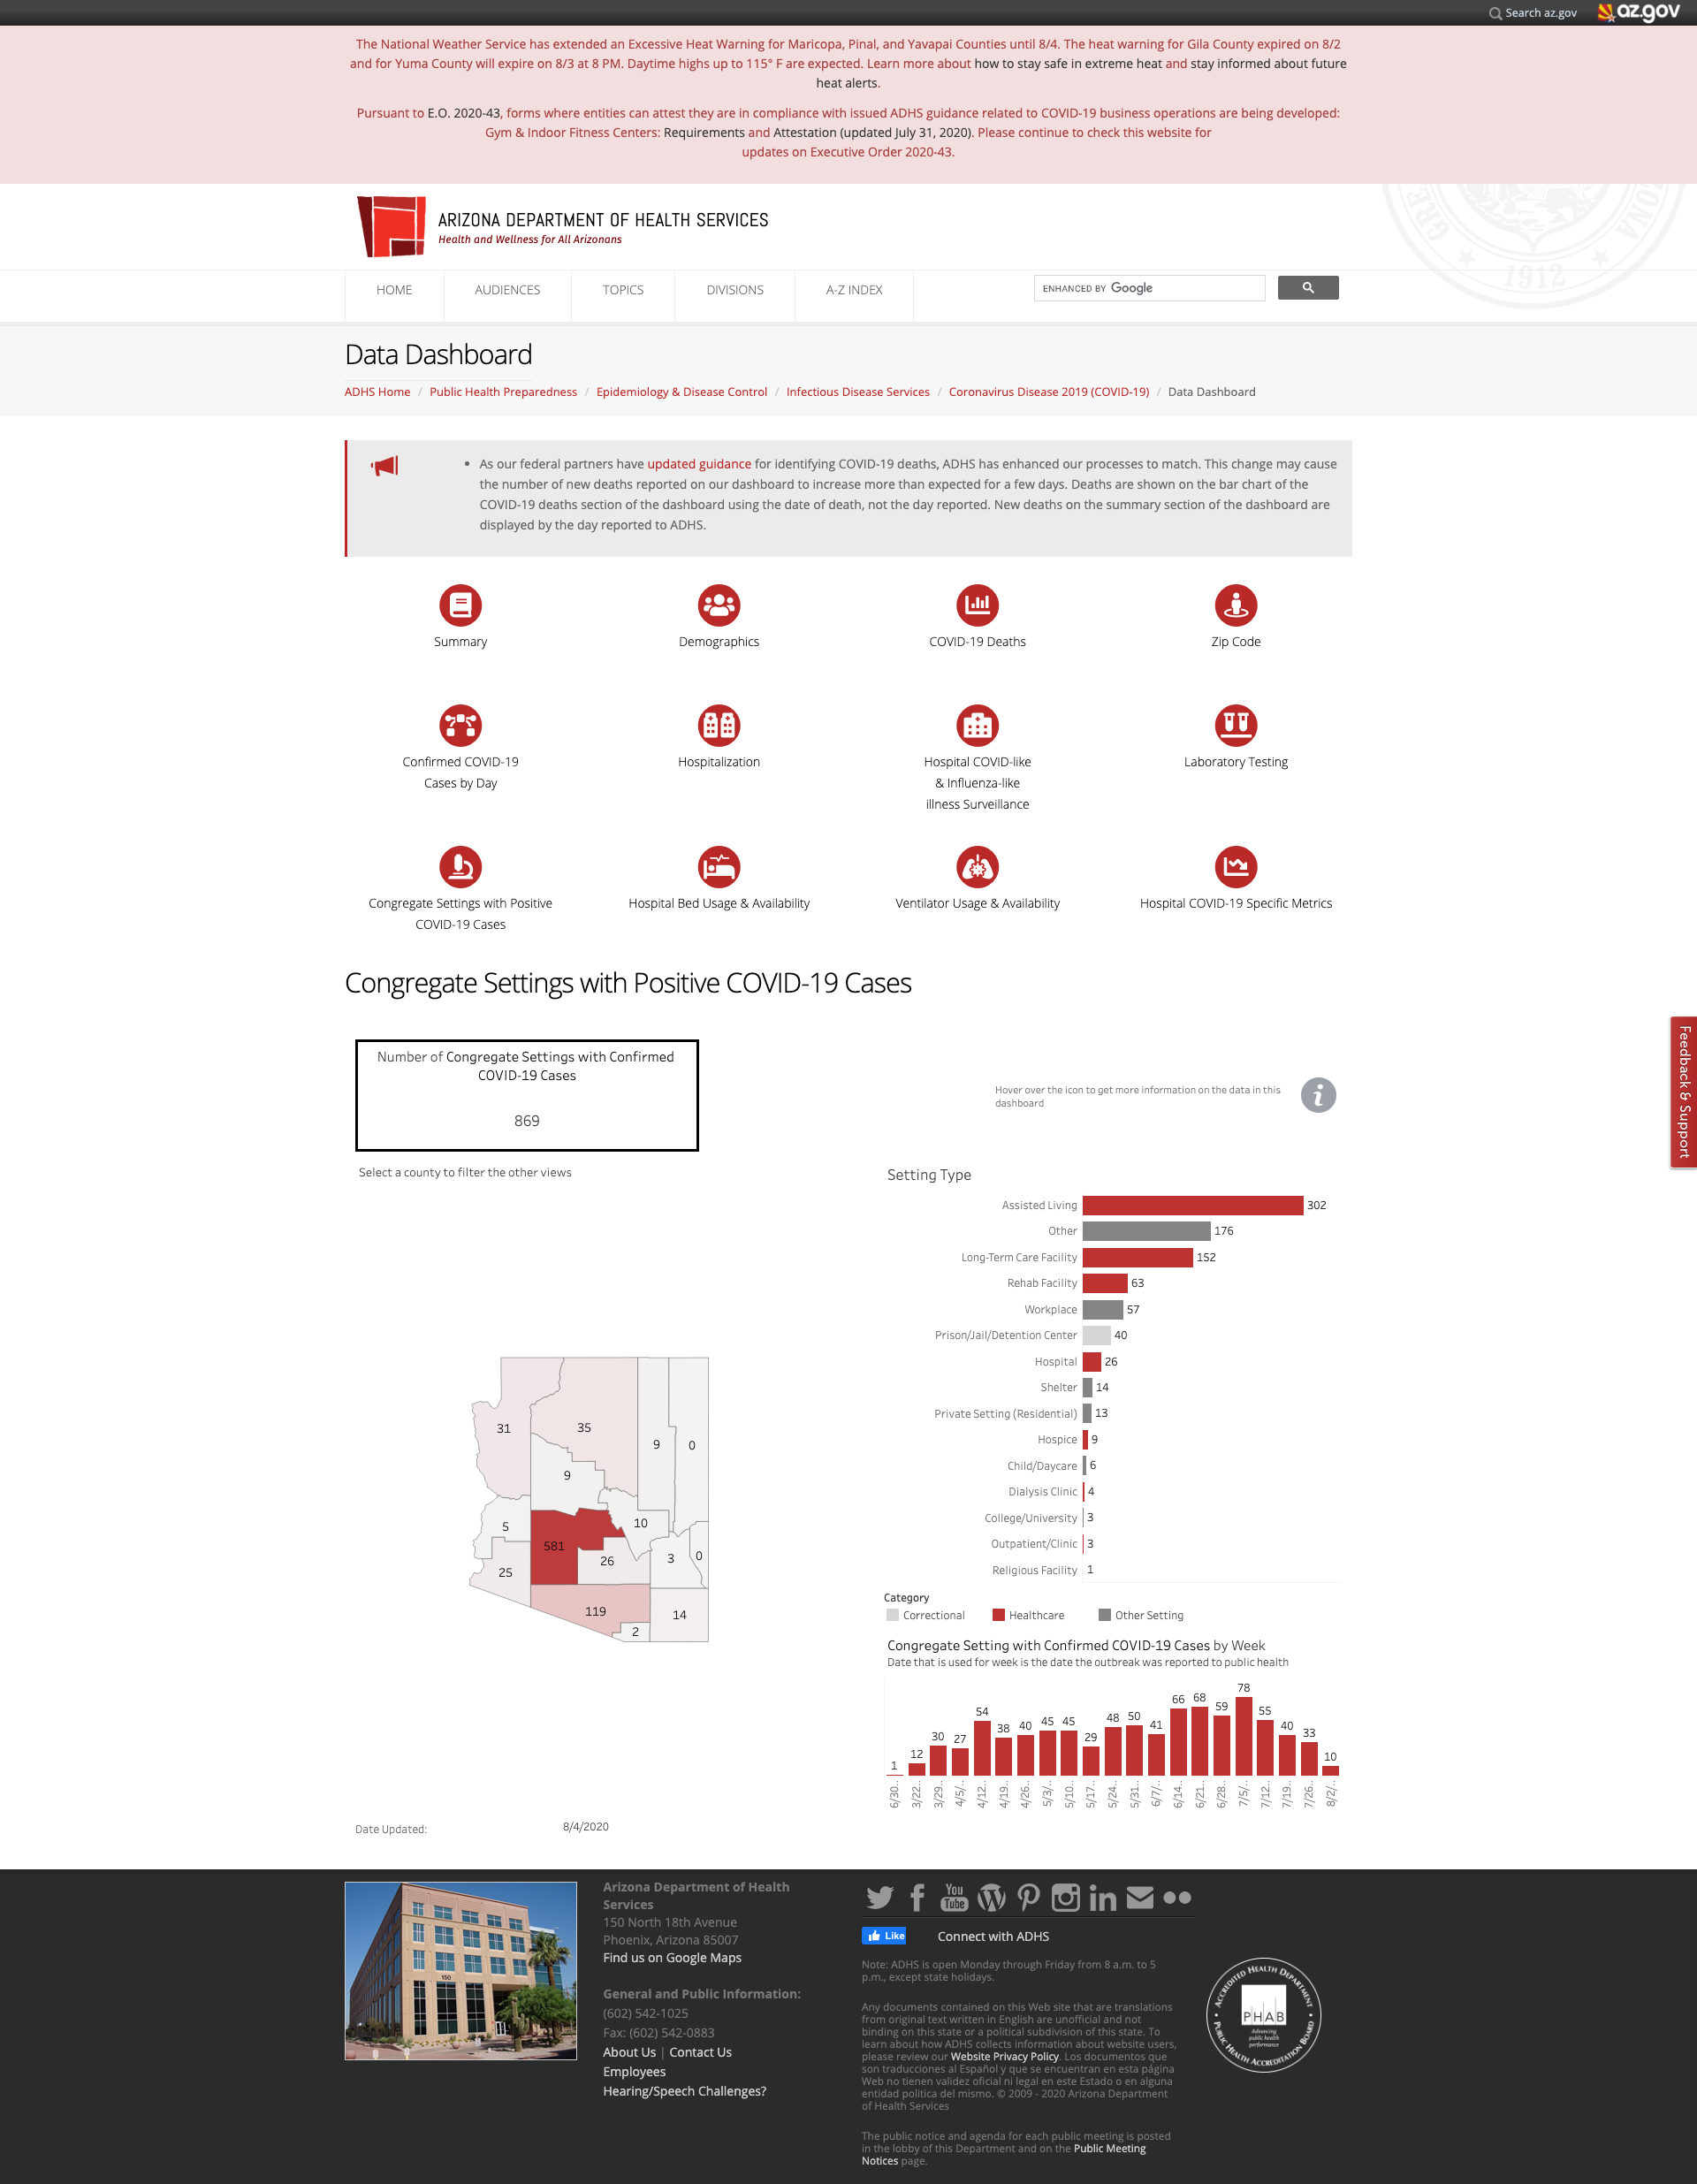 Search az.gov
az.gov
The National Weather Service has extended an Excessive Heat Warning for Maricopa, Pinal, and Yavapai Counties until 8/4. The heat warning for Gila County expired on 8/2
and for Yuma County will expire on 8/3 at 8 PM. Daytime highs up to 115° F are expected. Learn more about how to stay safe in extreme heat and stay informed about future
heat alerts.
Pursuant to E.O. 2020-43, forms where entities can attest they are in compliance with issued ADHS guidance related to COVID-19 business operations are being developed:
Gym & Indoor Fitness Centers: Requirements and Attestation (updated July 31, 2020). Please continue to check this website for
updates on Executive Order 2020-43.
ARIZONA DEPARTMENT OF HEALTH SERVICES
Health and Wellness for All Arizonans
1912
HOME
AUDIENCES
TOPICS
DIVISIONS
A-Z INDEX
ENHANCED BY Google
Data Dashboard
ADHS Home / Public Health Preparedness / Epidemiology & Disease Control / Infectious Disease Services / Coronavirus Disease 2019 (COVID-19) / Data Dashboard
• As our federal partners have updated guidance for identifying COVID-19 deaths, ADHS has enhanced our processes to match. This change may cause
the number of new deaths reported on our dashboard to increase more than expected for a few days. Deaths are shown on the bar chart of the
COVID-19 deaths section of the dashboard using the date of death, not the day reported. New deaths on the summary section of the dashboard are
displayed by the day reported to ADHS.
Summary
Demographics
COVID-19 Deaths
Zip Code
Confirmed COVID-19
Cases by Day
Hospitalization
Hospital COVID-like
& Influenza-like
illness Surveillance
Laboratory Testing
Congregate Settings with Positive
COVID-19 Cases
Hospital Bed Usage & Availability
Ventilator Usage & Availability
Hospital COVID-19 Specific Metrics
Congregate Settings with Positive COVID-19 Cases
Feedback & Support
Number of Congregate Settings with Confirmed
COVID-19 Cases
869
Hover over the icon to get more information on the data in this
dashboard
i
Select a county to filter the other views
31
35
9
0
9
5
10
581
26
3
0
25
119
14
2
Setting Type
Assisted Living 302
Other 176
Long-Term Care Facility 152
Rehab Facility 63
Workplace 57
Prison/Jail/Detention Center 40
Hospital 26
Shelter 14
Private Setting (Residential) 13
Hospice 9
Child/Daycare 6
Dialysis Clinic 4
College/University 3
Outpatient/Clinic 3
Religious Facility 1
Category
Correctional Healthcare Other Setting
Congregate Setting with Confirmed COVID-19 Cases by Week
Date that is used for week is the date the outbreak was reported to public health
1 12 30 27 54 38 40 45 45 29 48 50 41 66 68 59 78 55 40 33 10
6/30.. 3/22.. 3/29.. 4/5/.. 4/12.. 4/19.. 4/26.. 5/3/.. 5/10.. 5/17.. 5/24.. 5/31.. 6/7/.. 6/14.. 6/21.. 6/28.. 7/5/.. 7/12.. 7/19.. 7/26.. 8/2/..
Date Updated: 8/4/2020
150
Arizona Department of Health
Services
150 North 18th Avenue
Phoenix, Arizona 85007
Find us on Google Maps
General and Public Information:
(602) 542-1025
Fax: (602) 542-0883
About Us | Contact Us
Employees
Hearing/Speech Challenges?
You
Tube
Like
Connect with ADHS
Note: ADHS is open Monday through Friday from 8 a.m. to 5
p.m., except state holidays.
Any documents contained on this Web site that are translations
from original text written in English are unofficial and not
binding on this state or a political subdivision of this state. To
learn about how ADHS collects information about website users,
please review our Website Privacy Policy. Los documentos que
son traducciones al Español y que se encuentran en esta página
Web no tienen validez oficial ni legal en este Estado o en alguna
entidad politica del mismo. © 2009 - 2020 Arizona Department
of Health Services
The public notice and agenda for each public meeting is posted
in the lobby of this Department and on the Public Meeting
Notices page.
ACCREDITED HEALTH DEPARTMENT
PHAB
Advancing
public health
performance
PUBLIC HEALTH ACCREDITATION BOARD